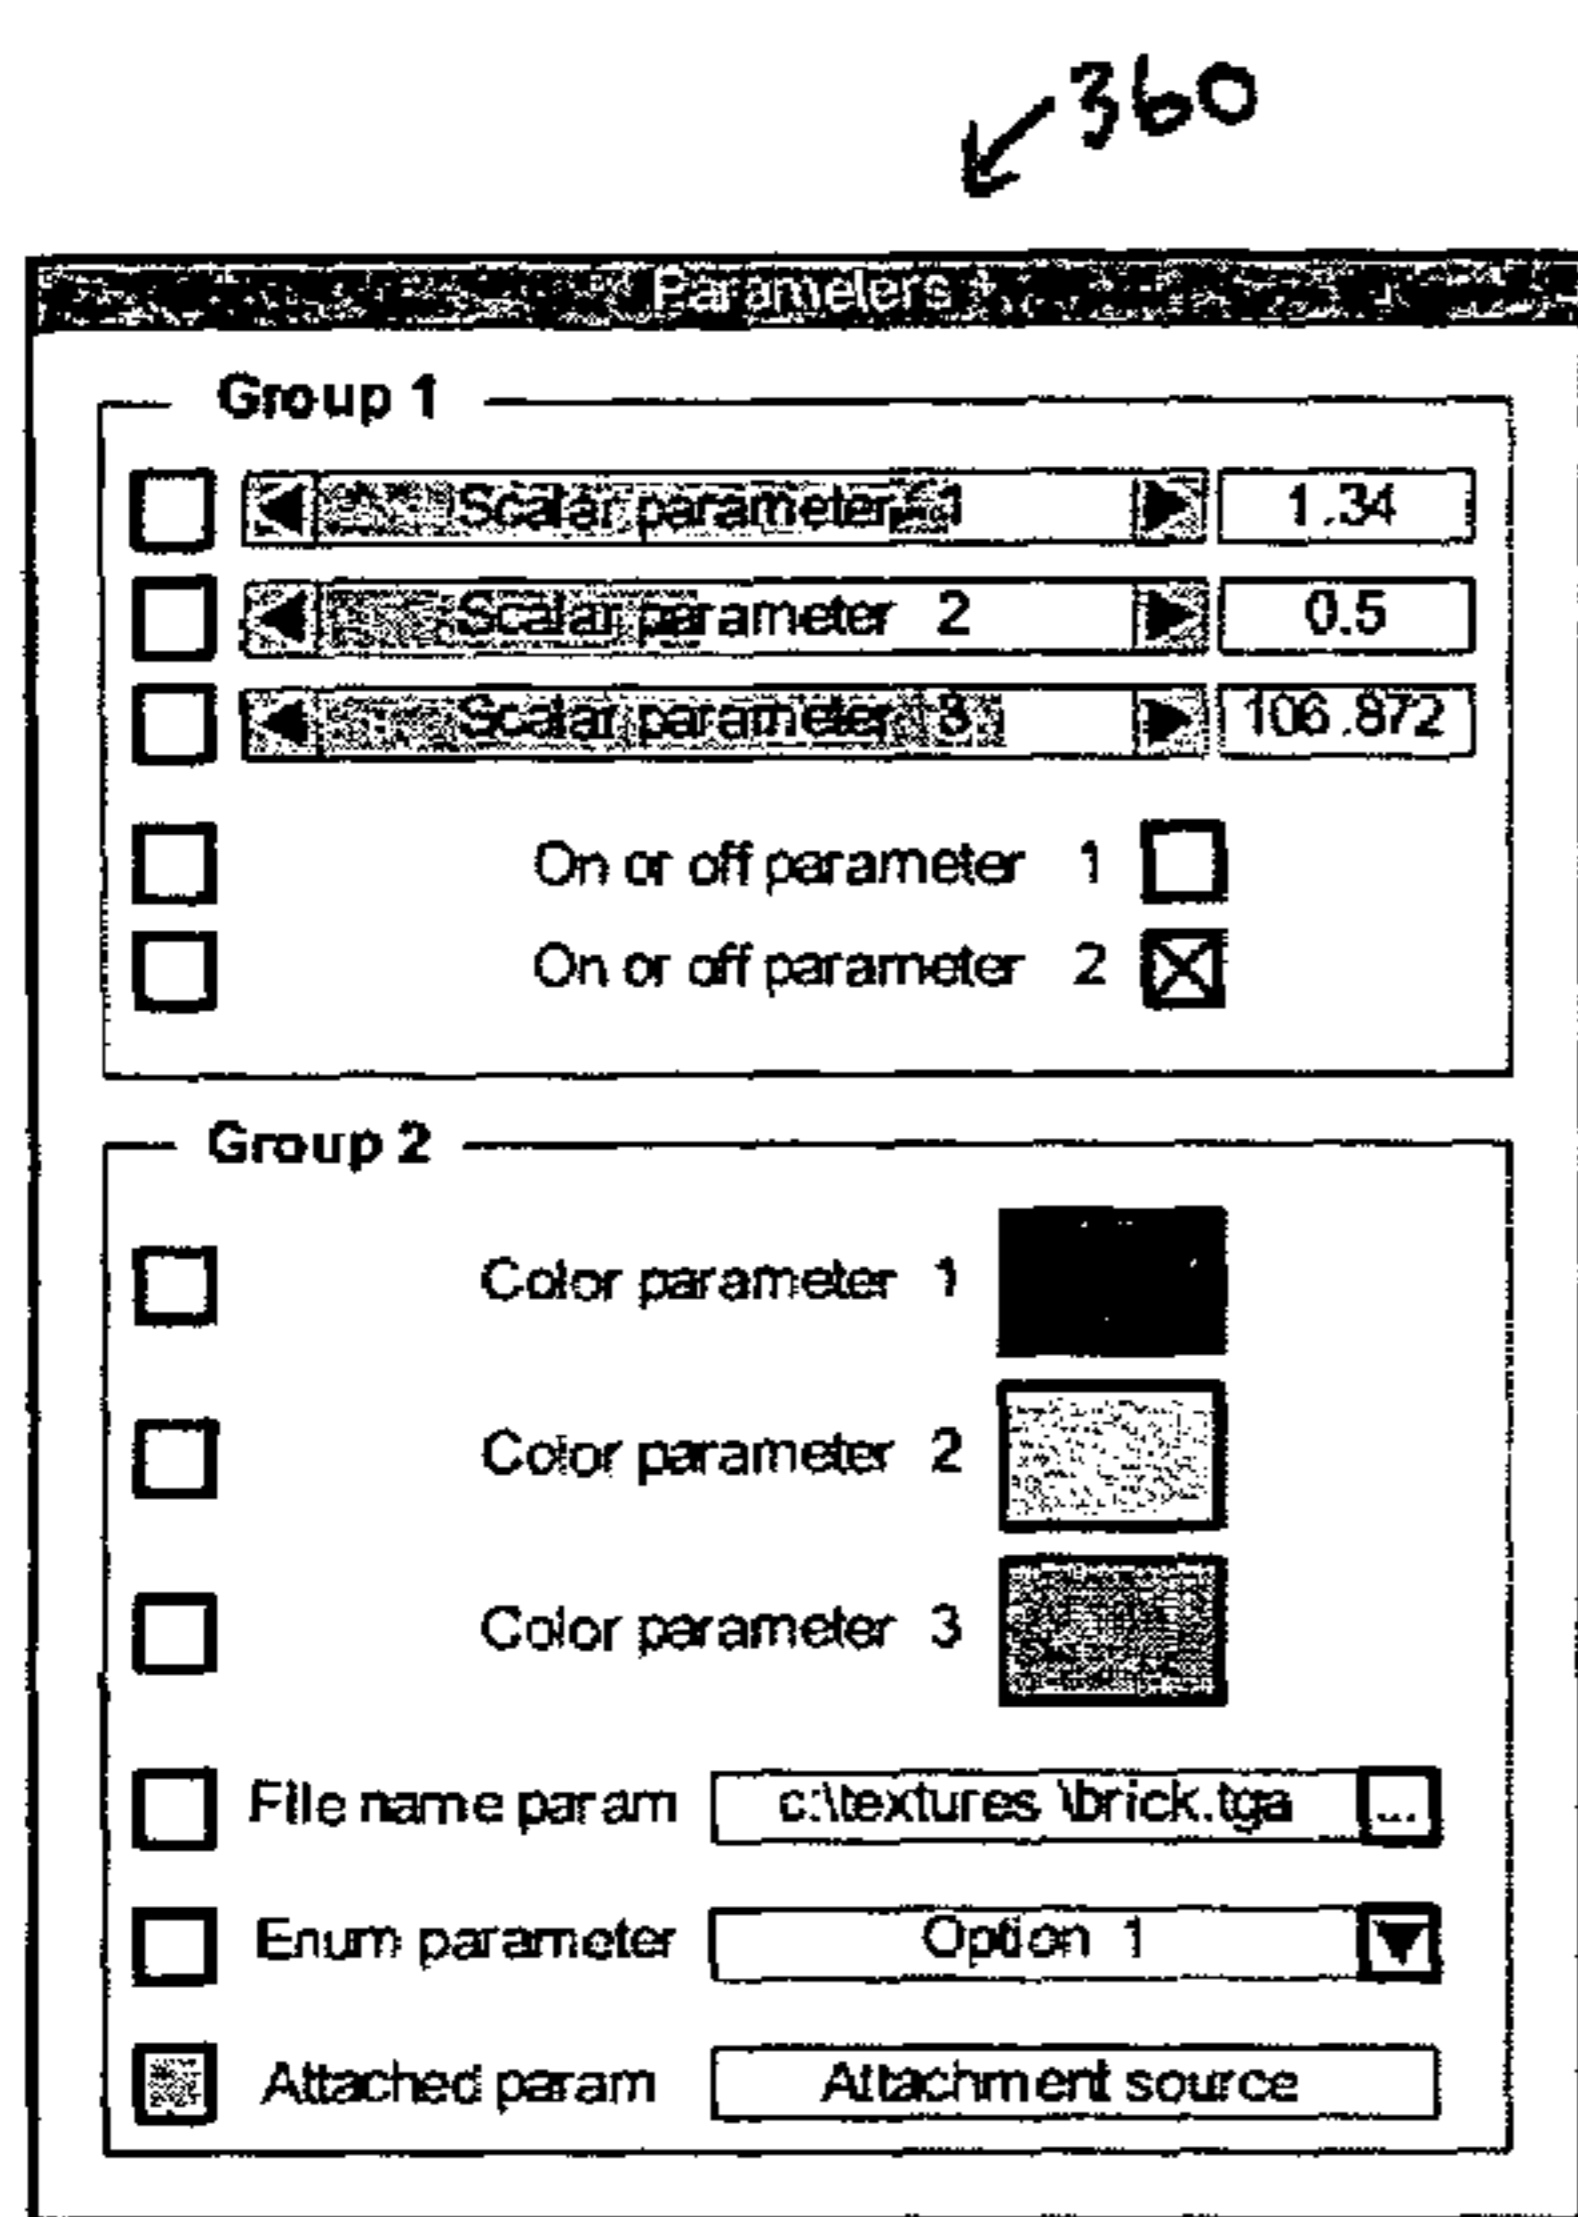 360
Parameters
Group 1
Scalar parameter 1 1.34
Scalar parameter 2 0.5
Scalar parameter 3 106.872
On or off parameter 1
On or off parameter 2
Group 2
Color parameter 1
Color parameter 2
Color parameter 3
File name param c:\textures \brick.tga ...
Enum parameter Option 1
Attached param Attachment source